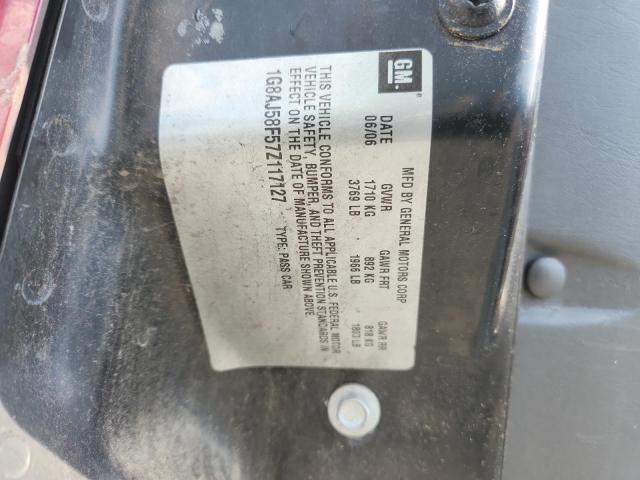 GM®
MFD BY GENERAL MOTORS CORP
DATE GVWR GAWR FRT GAWR RR
06/06 1710 KG 892 KG 818 KG
3769 LB 1966 LB 1803 LB
THIS VEHICLE CONFORMS TO ALL APPLICABLE U.S. FEDERAL MOTOR
VEHICLE SAFETY, BUMPER, AND THEFT PREVENTION STANDARDS IN
EFFECT ON THE DATE OF MANUFACTURE SHOWN ABOVE.
1G8AJ58F57Z117127 TYPE: PASS CAR